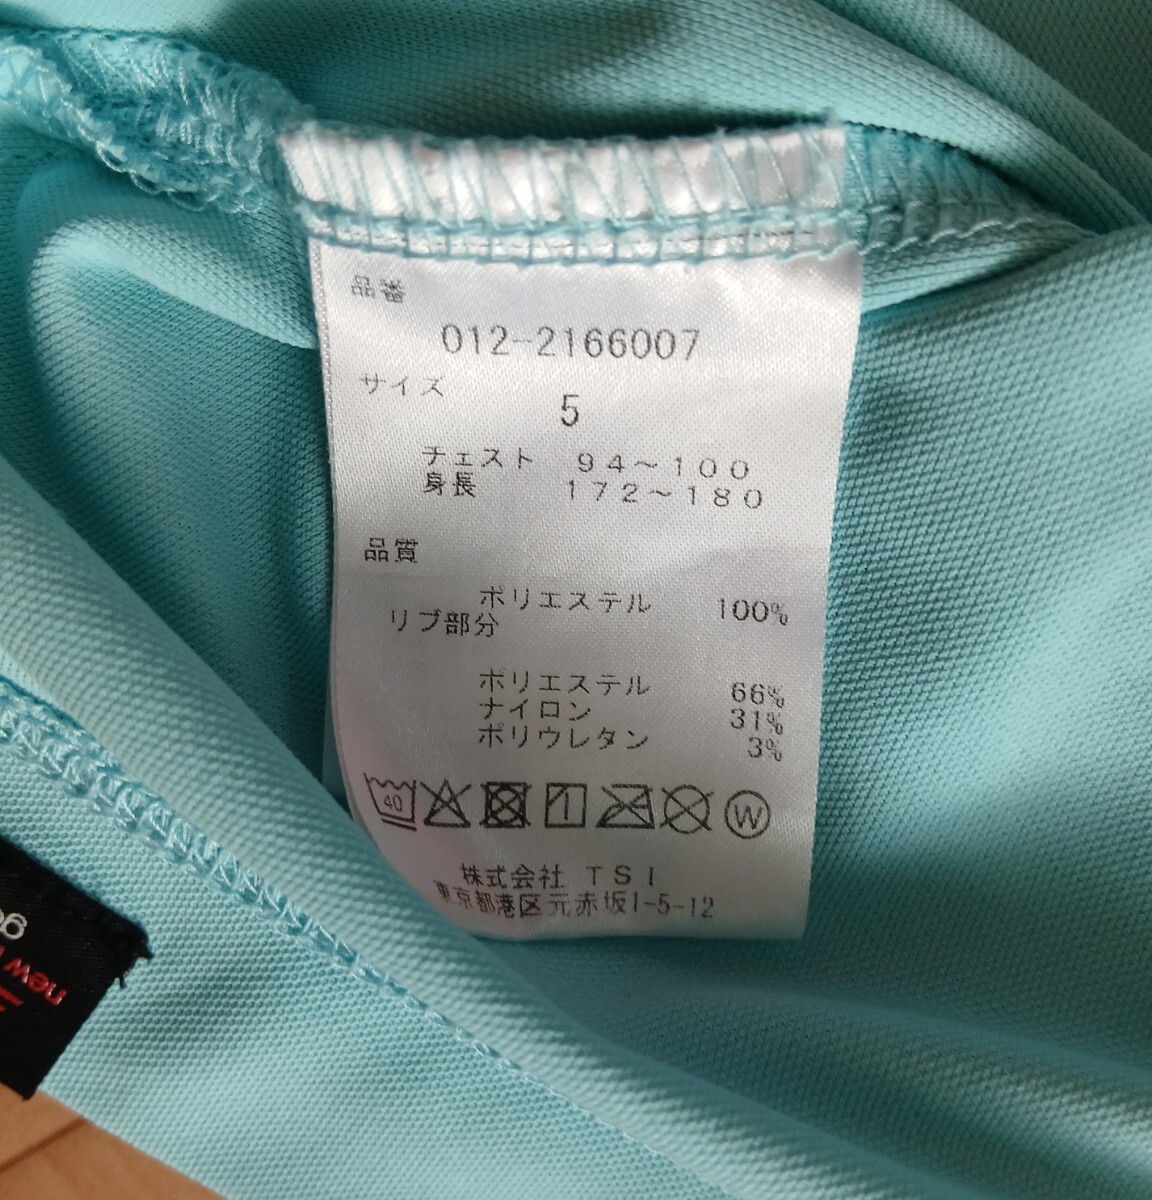 品番
012-2166007
サイズ
5
チェスト 94～100
身長 172～180
品質
ポリエステル 100%
リブ部分
ポリエステル 66%
ナイロン 31%
ポリウレタン 3%
40
W
株式会社 TSI
東京都港区元赤坂1-5-12
new